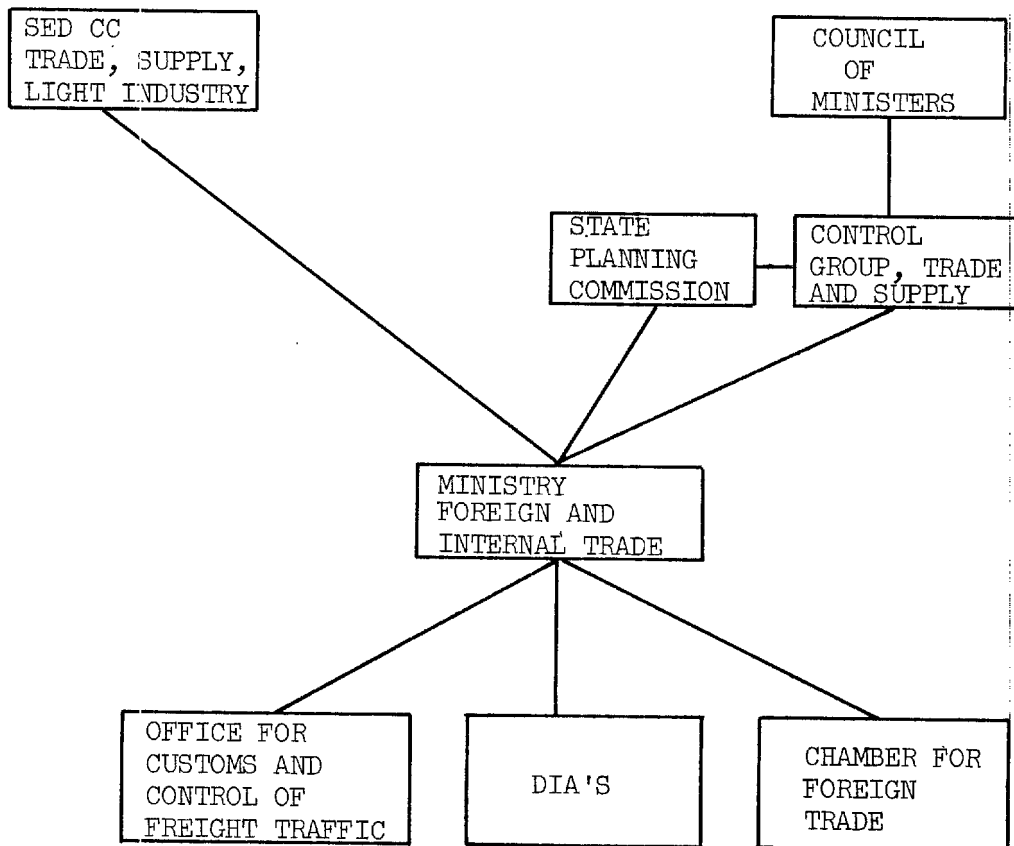 SED CC
TRADE, SUPPLY,
LIGHT INDUSTRY
COUNCIL
OF
MINISTERS
STATE
PLANNING
COMMISSION
CONTROL
GROUP, TRADE
AND SUPPLY
MINISTRY
FOREIGN AND
INTERNAL TRADE
OFFICE FOR
CUSTOMS AND
CONTROL OF
FREIGHT TRAFFIC
DIA'S
CHAMBER FOR
FOREIGN
TRADE